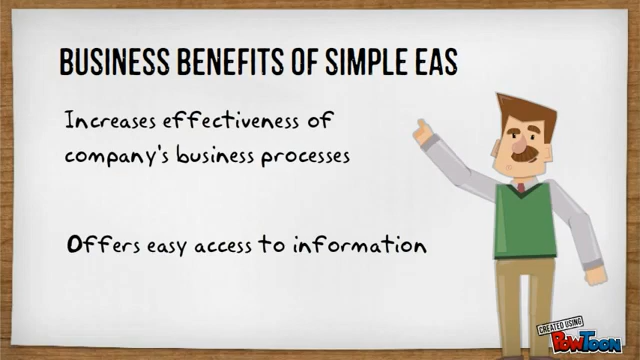 BUSINESS BENEFITS OF SIMPLE EAS
Increases effectiveness of
company's business processes
Offers easy access to information
CREATED USING
POWTOON